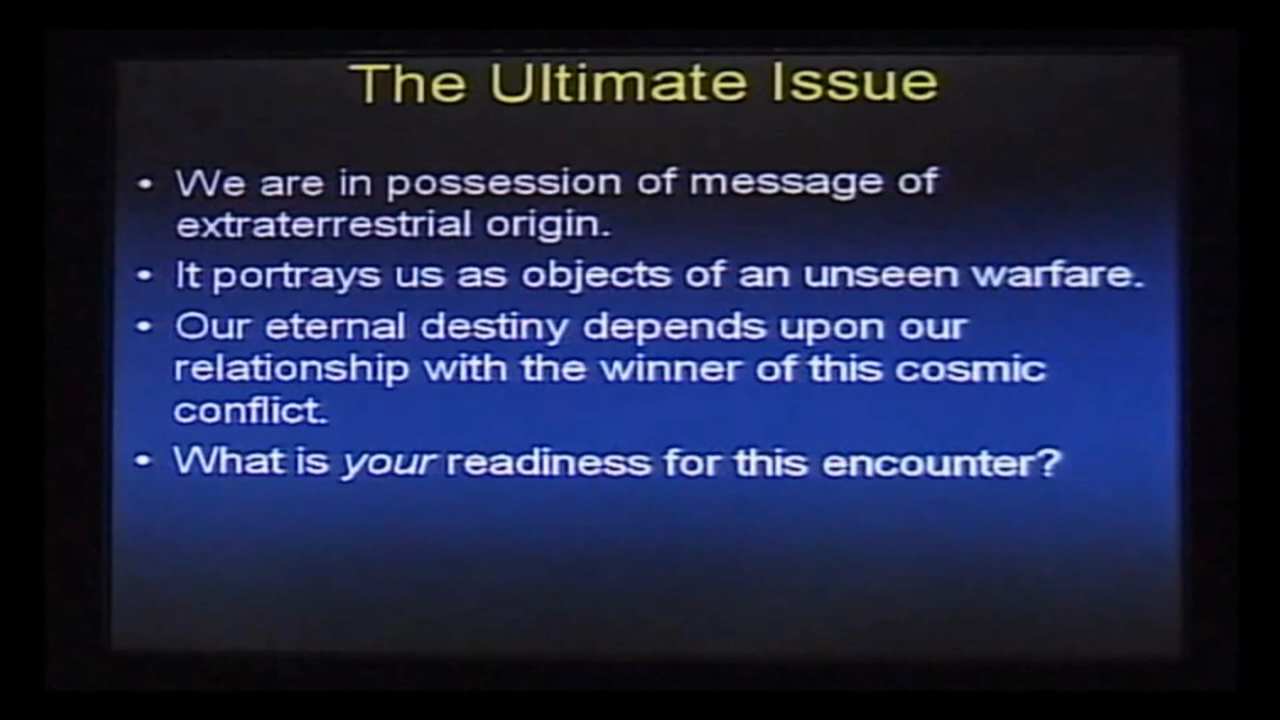 The Ultimate Issue
• We are in possession of message of
extraterrestrial origin.
• It portrays us as objects of an unseen warfare.
• Our eternal destiny depends upon our
relationship with the winner of this cosmic
conflict.
• What is your readiness for this encounter?